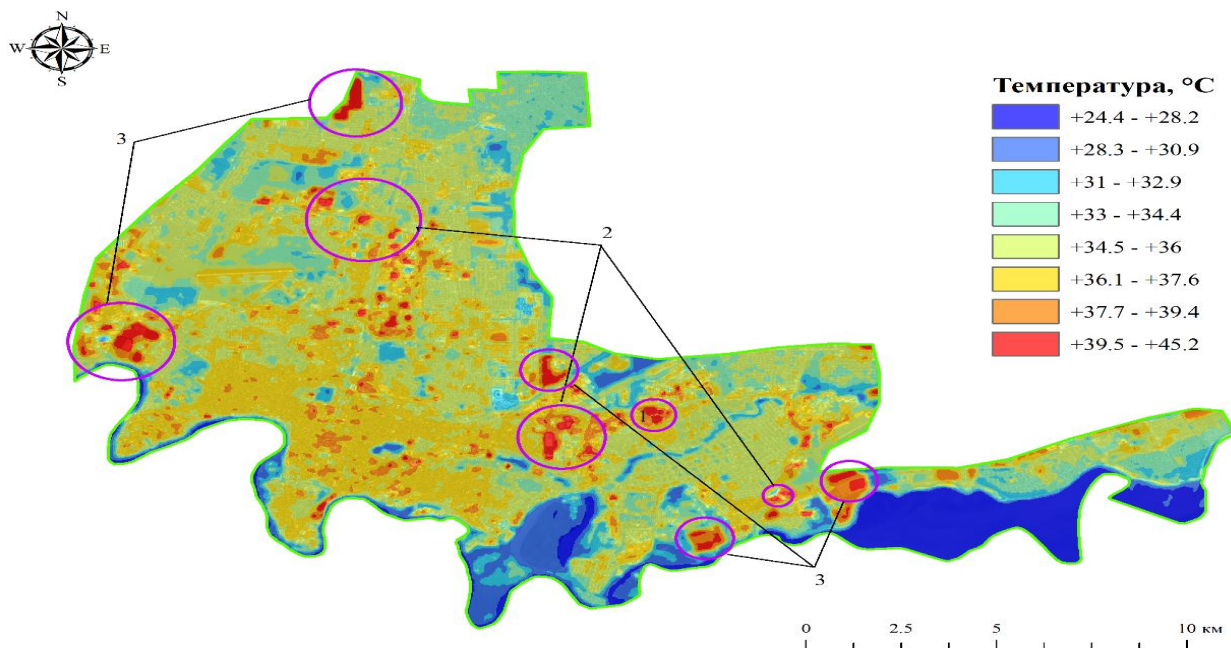 N
W E
S
3
2
1
3
Температура, °C
+24.4 - +28.2
+28.3 - +30.9
+31 - +32.9
+33 - +34.4
+34.5 - +36
+36.1 - +37.6
+37.7 - +39.4
+39.5 - +45.2
0 2.5 5 10 км